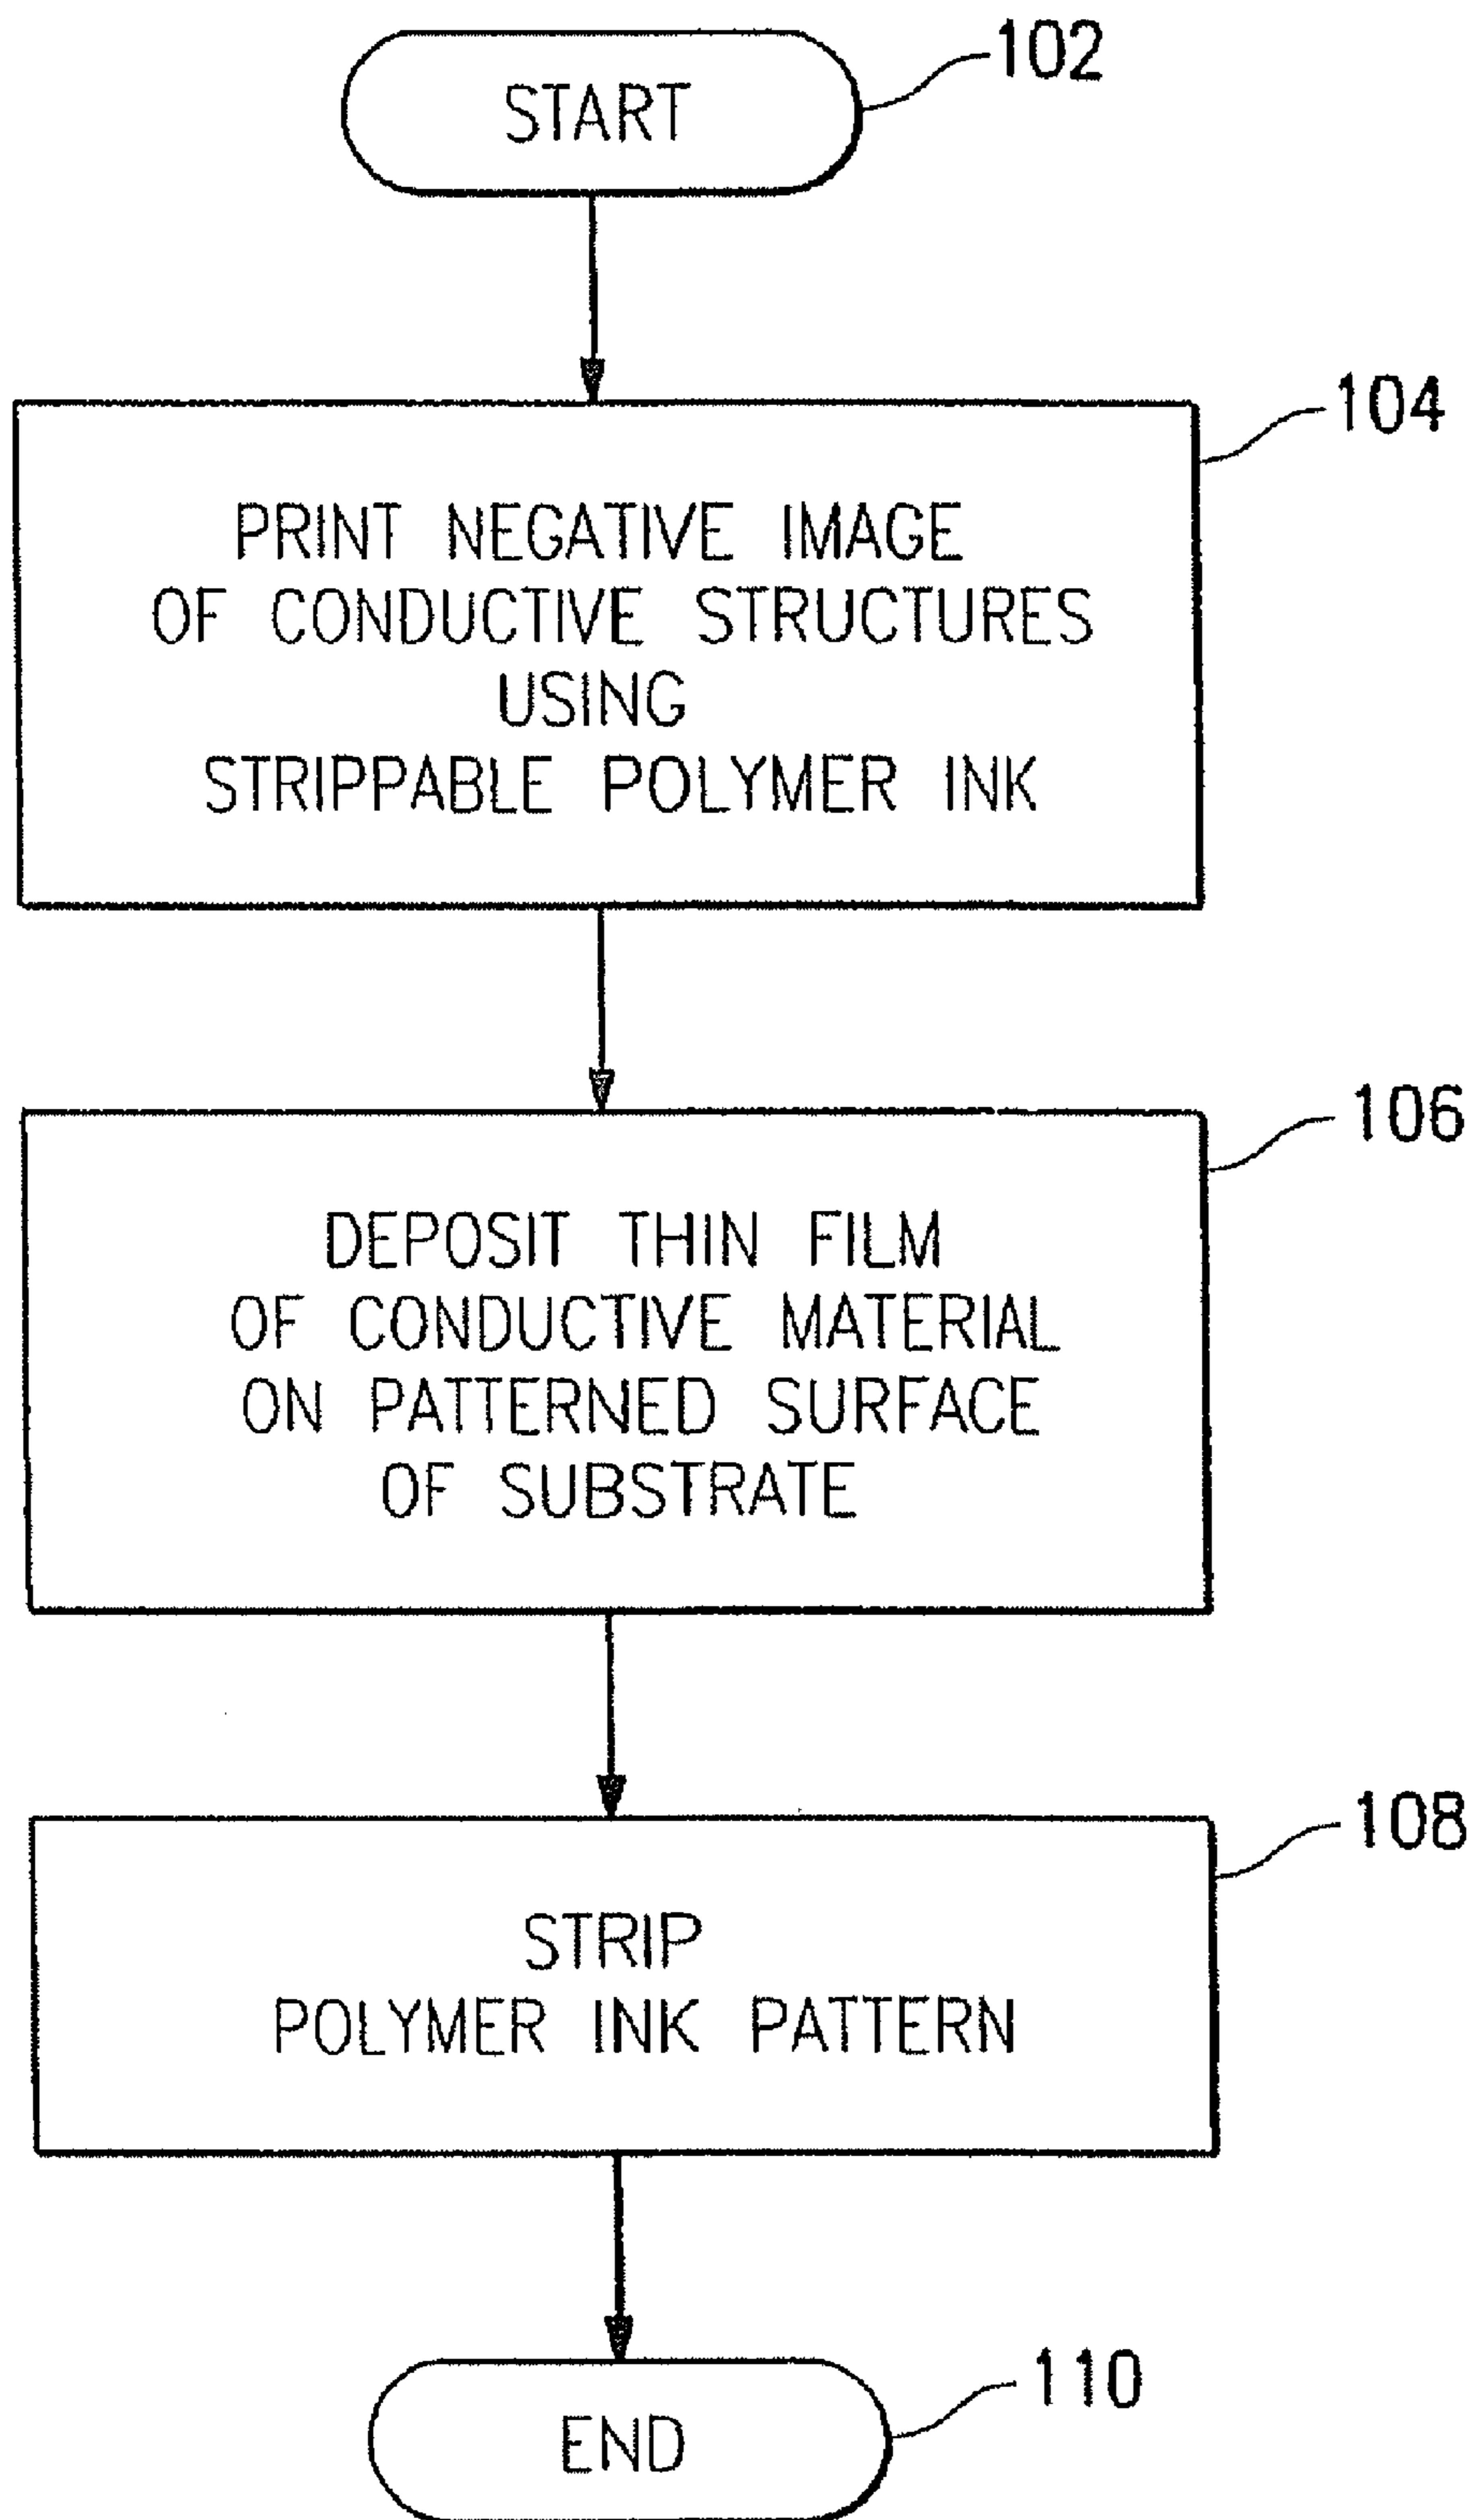 START
102
PRINT NEGATIVE IMAGE
OF CONDUCTIVE STRUCTURES
USING
STRIPPABLE POLYMER INK
104
DEPOSIT THIN FILM
OF CONDUCTIVE MATERIAL
ON PATTERNED SURFACE
OF SUBSTRATE
106
STRIP
POLYMER INK PATTERN
108
END
110